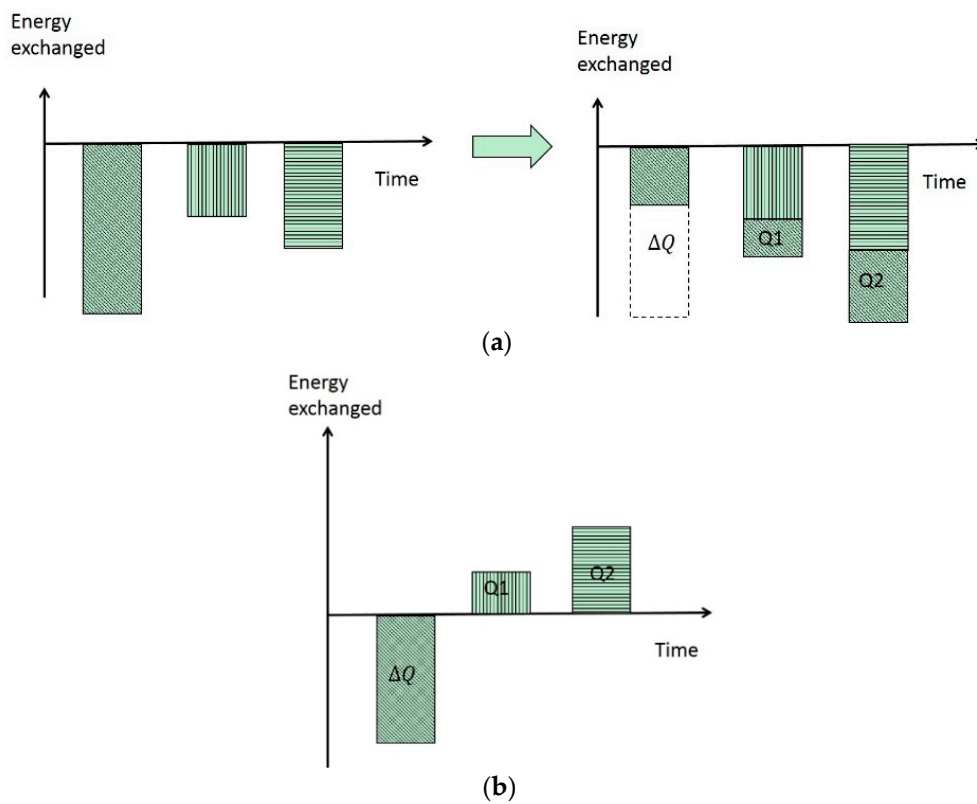 Energy
exchanged
Time
Energy
exchanged
Time
ΔQ
Q1
Q2
(a)
Energy
exchanged
Q1
Q2
Time
ΔQ
(b)